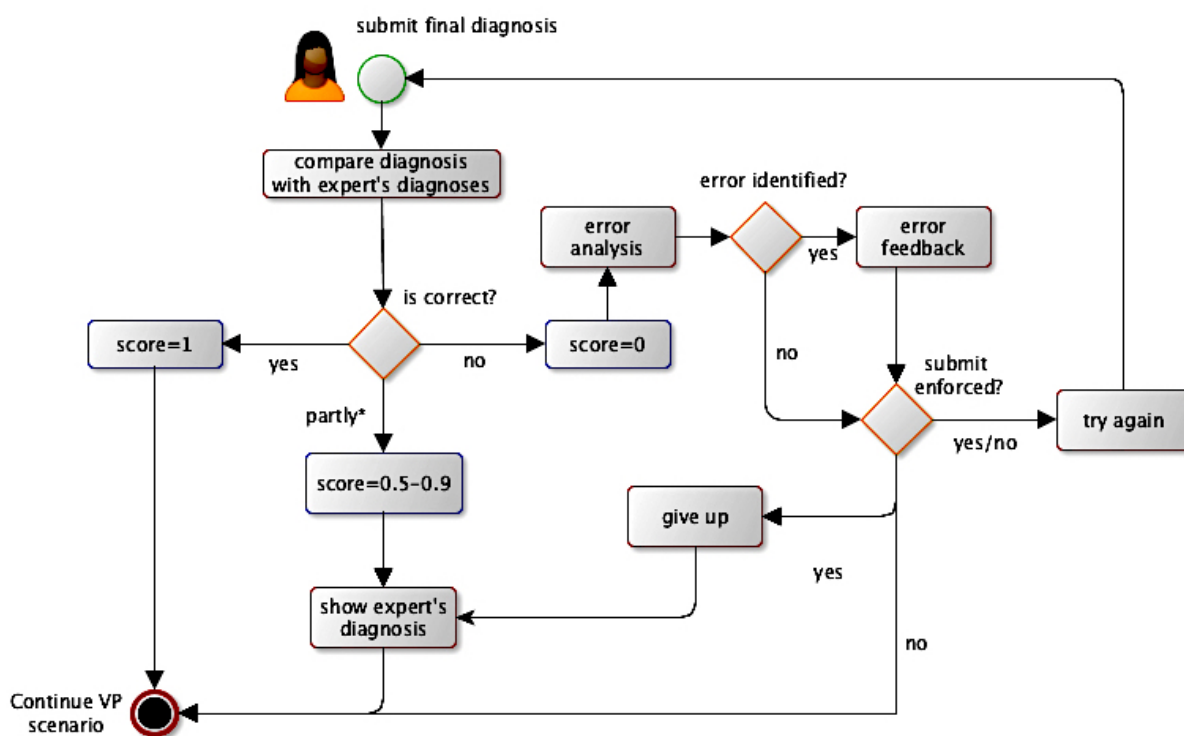 submit final diagnosis
compare diagnosis
with expert's diagnoses
error identified?
error
analysis
yes
error
feedback
is correct?
score=1
yes
no
score=0
no
submit
enforced?
partly*
try again
yes/no
score=0.5-0.9
give up
yes
show expert's
diagnosis
no
Continue VP
scenario